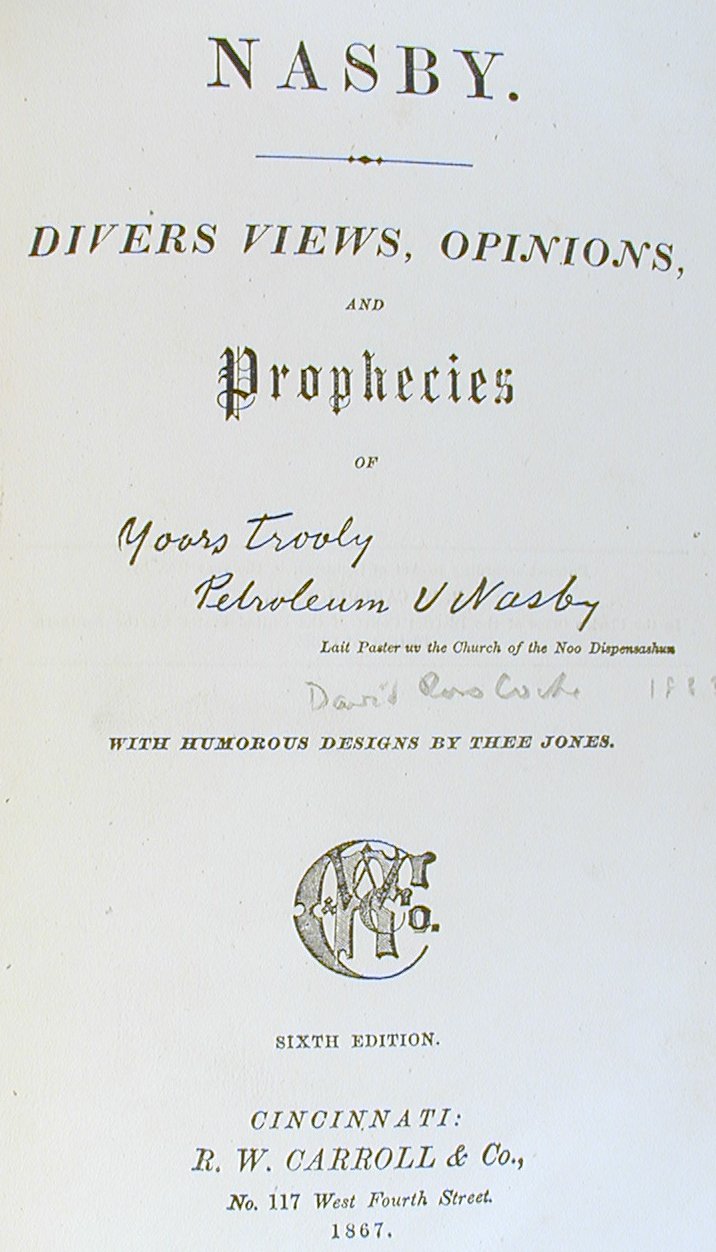 NASBY.
DIVERS VIEWS, OPINIONS,
AND
Prophecies
OF
Yoors Trooly
Petroleum V Nasby
Lait Paster uv the Church of the Noo Dispensashun
David
WITH HUMOROUS DESIGNS BY THEE JONES.
SIXTH EDITION.
CINCINNATI:
R. W. CARROLL & Co.,
No. 117 West Fourth Street.
1867.